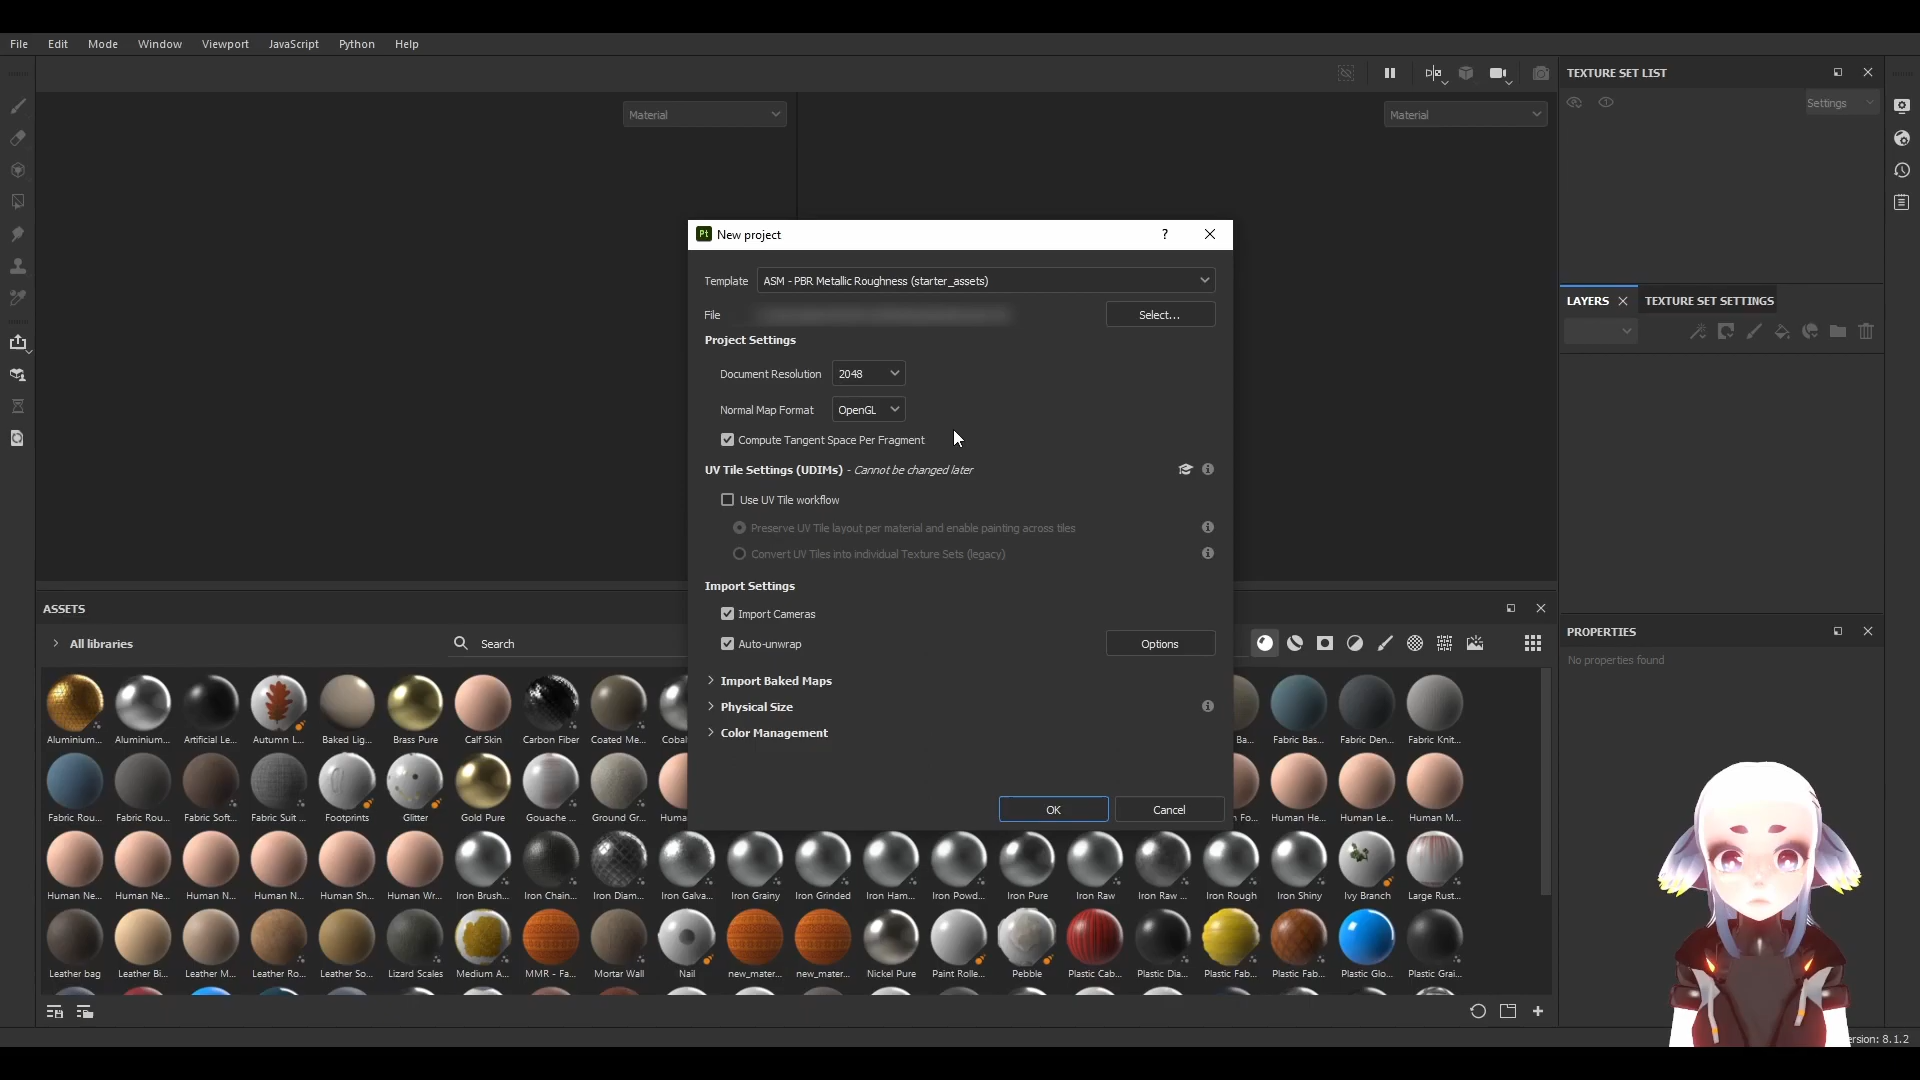 File Edit Mode Window Viewport JavaScript Python Help
TEXTURE SET LIST
Settings
Material
Material
Pt New project ?
Template ASM - PBR Metallic Roughness (starter_assets)
File Select...
Project Settings
Document Resolution 2048
Normal Map Format OpenGL
Compute Tangent Space Per Fragment
UV Tile Settings (UDIMs) - Cannot be changed later
Use UV Tile workflow
Preserve UV Tile layout per material and enable painting across tiles
Convert UV Tiles into individual Texture Sets (legacy)
Import Settings
Import Cameras
Auto-unwrap Options
Import Baked Maps
Physical Size
Color Management
OK Cancel
LAYERS TEXTURE SET SETTINGS
PROPERTIES
No properties found
ASSETS
All libraries Search
Aluminium... Aluminium... Artificial Le... Autumn L... Baked Lig... Brass Pure Calf Skin Carbon Fiber Coated Me... Cobal Ba... Fabric Bas... Fabric Den... Fabric Knit...
Fabric Rou... Fabric Rou... Fabric Soft... Fabric Suit ... Footprints Glitter Gold Pure Gouache ... Ground Gr... Huma Fo... Human He... Human Le... Human M...
Human Ne... Human Ne... Human N... Human N... Human Sh... Human Wr... Iron Brush... Iron Chain... Iron Diam... Iron Galva... Iron Grainy Iron Grinded Iron Ham... Iron Powd... Iron Pure Iron Raw Iron Raw ... Iron Rough Iron Shiny Ivy Branch Large Rust...
Leather bag Leather Bi... Leather M... Leather Ro... Leather So... Lizard Scales Medium A... MMR - Fa... Mortar Wall Nail new_mater... new_mater... Nickel Pure Paint Rolle... Pebble Plastic Cab... Plastic Dia... Plastic Fab... Plastic Fab... Plastic Glo... Plastic Grai...
ersion: 8.1.2